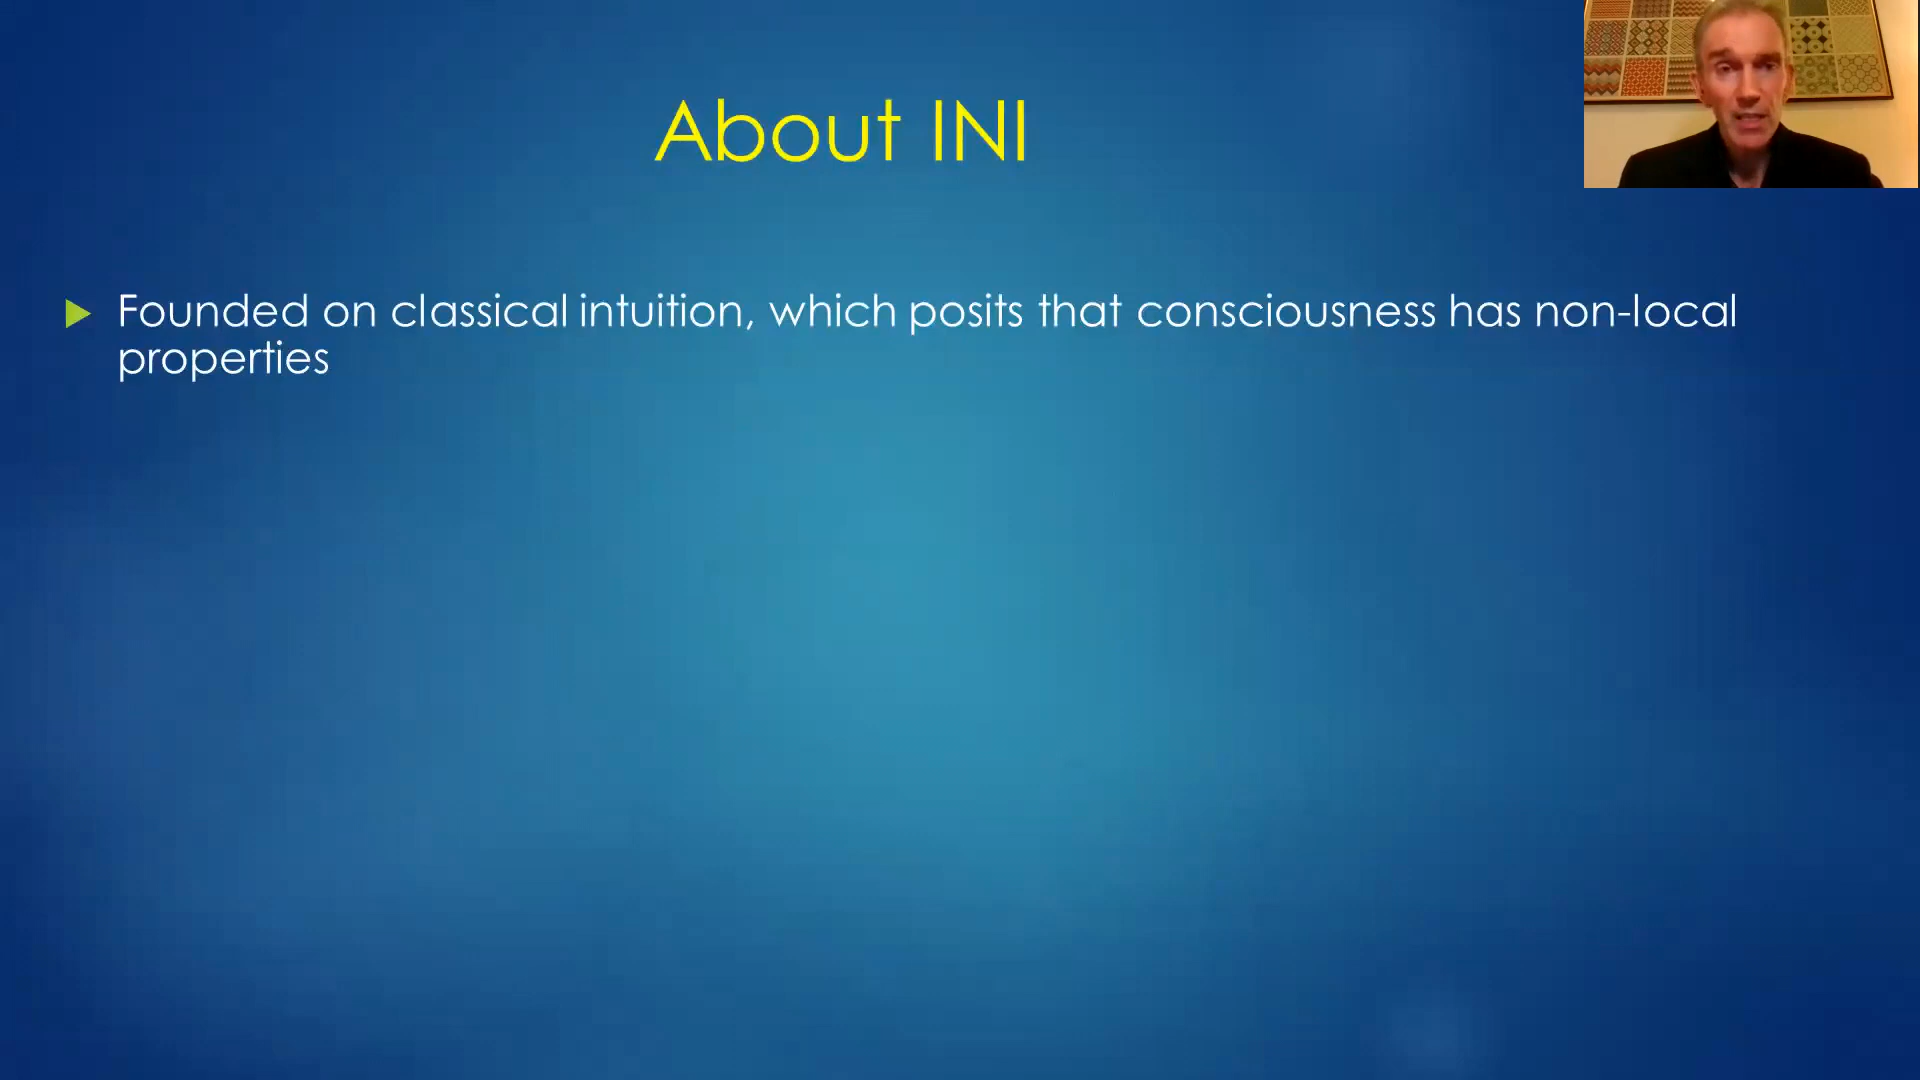 About INI
Founded on classical intuition, which posits that consciousness has non-local
properties